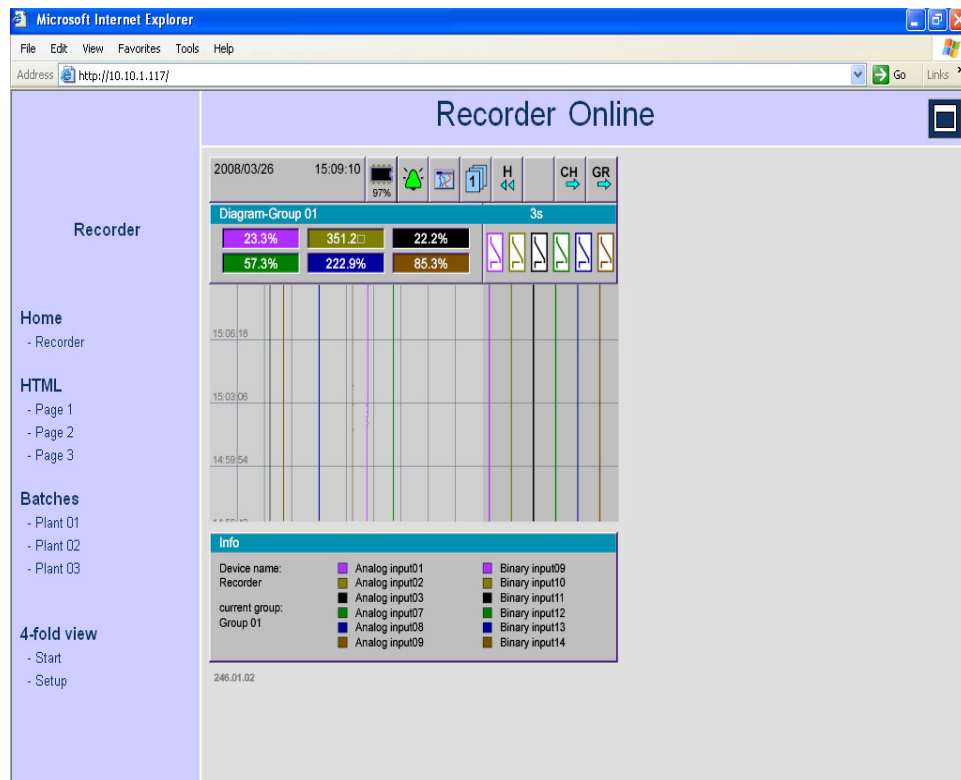 Microsoft Internet Explorer
File Edit View Favorites Tools Help
Address http://10.10.1.117/ Go Links »
Recorder Online
Recorder
Home
- Recorder
HTML
- Page 1
- Page 2
- Page 3
Batches
- Plant 01
- Plant 02
- Plant 03
4-fold view
- Start
- Setup
2008/03/26 15:09:10 97% 1 H CH GR
Diagram-Group 01 3s
23.3% 351.2□ 22.2%
57.3% 222.9% 85.3%
15:06:18
15:03:06
14:59:54
Info
Device name:
Recorder
current group:
Group 01
Analog input01
Analog input02
Analog input03
Analog input07
Analog input08
Analog input09
Binary input09
Binary input10
Binary input11
Binary input12
Binary input13
Binary input14
246.01.02